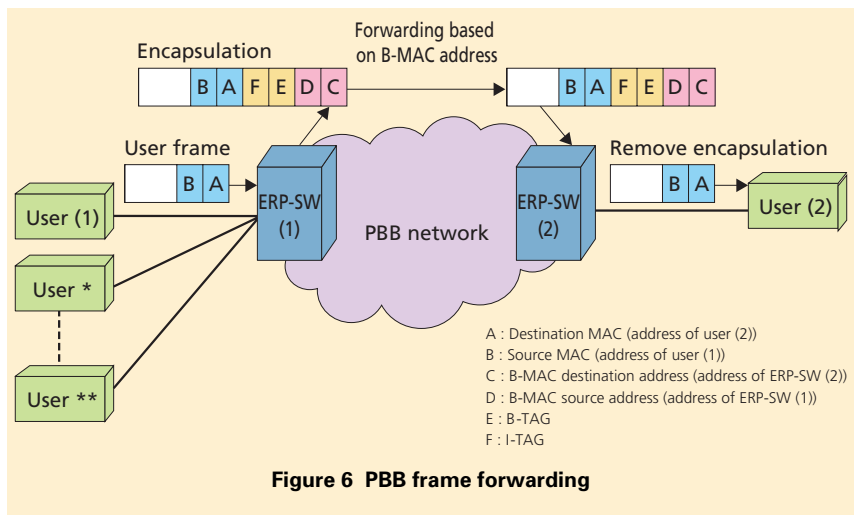 Forwarding based
on B-MAC address
Encapsulation
B A F E D C
B A F E D C
User frame
B A
Remove encapsulation
B A
User (1)
ERP-SW
(1)
PBB network
ERP-SW
(2)
User (2)
User *
User **
A : Destination MAC (address of user (2))
B : Source MAC (address of user (1))
C : B-MAC destination address (address of ERP-SW (2))
D : B-MAC source address (address of ERP-SW (1))
E : B-TAG
F : I-TAG
Figure 6 PBB frame forwarding